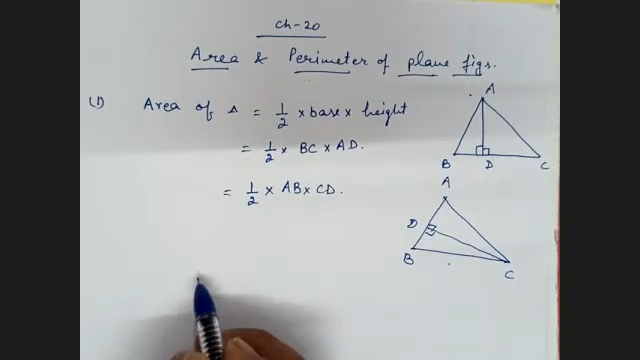 Ch-20
Area & Perimeter of plane figs.
(1) Area of △ = 1/2 × base × height
= 1/2 × BC × AD.
= 1/2 × AB × CD.
A
B D C
A
D
B
C